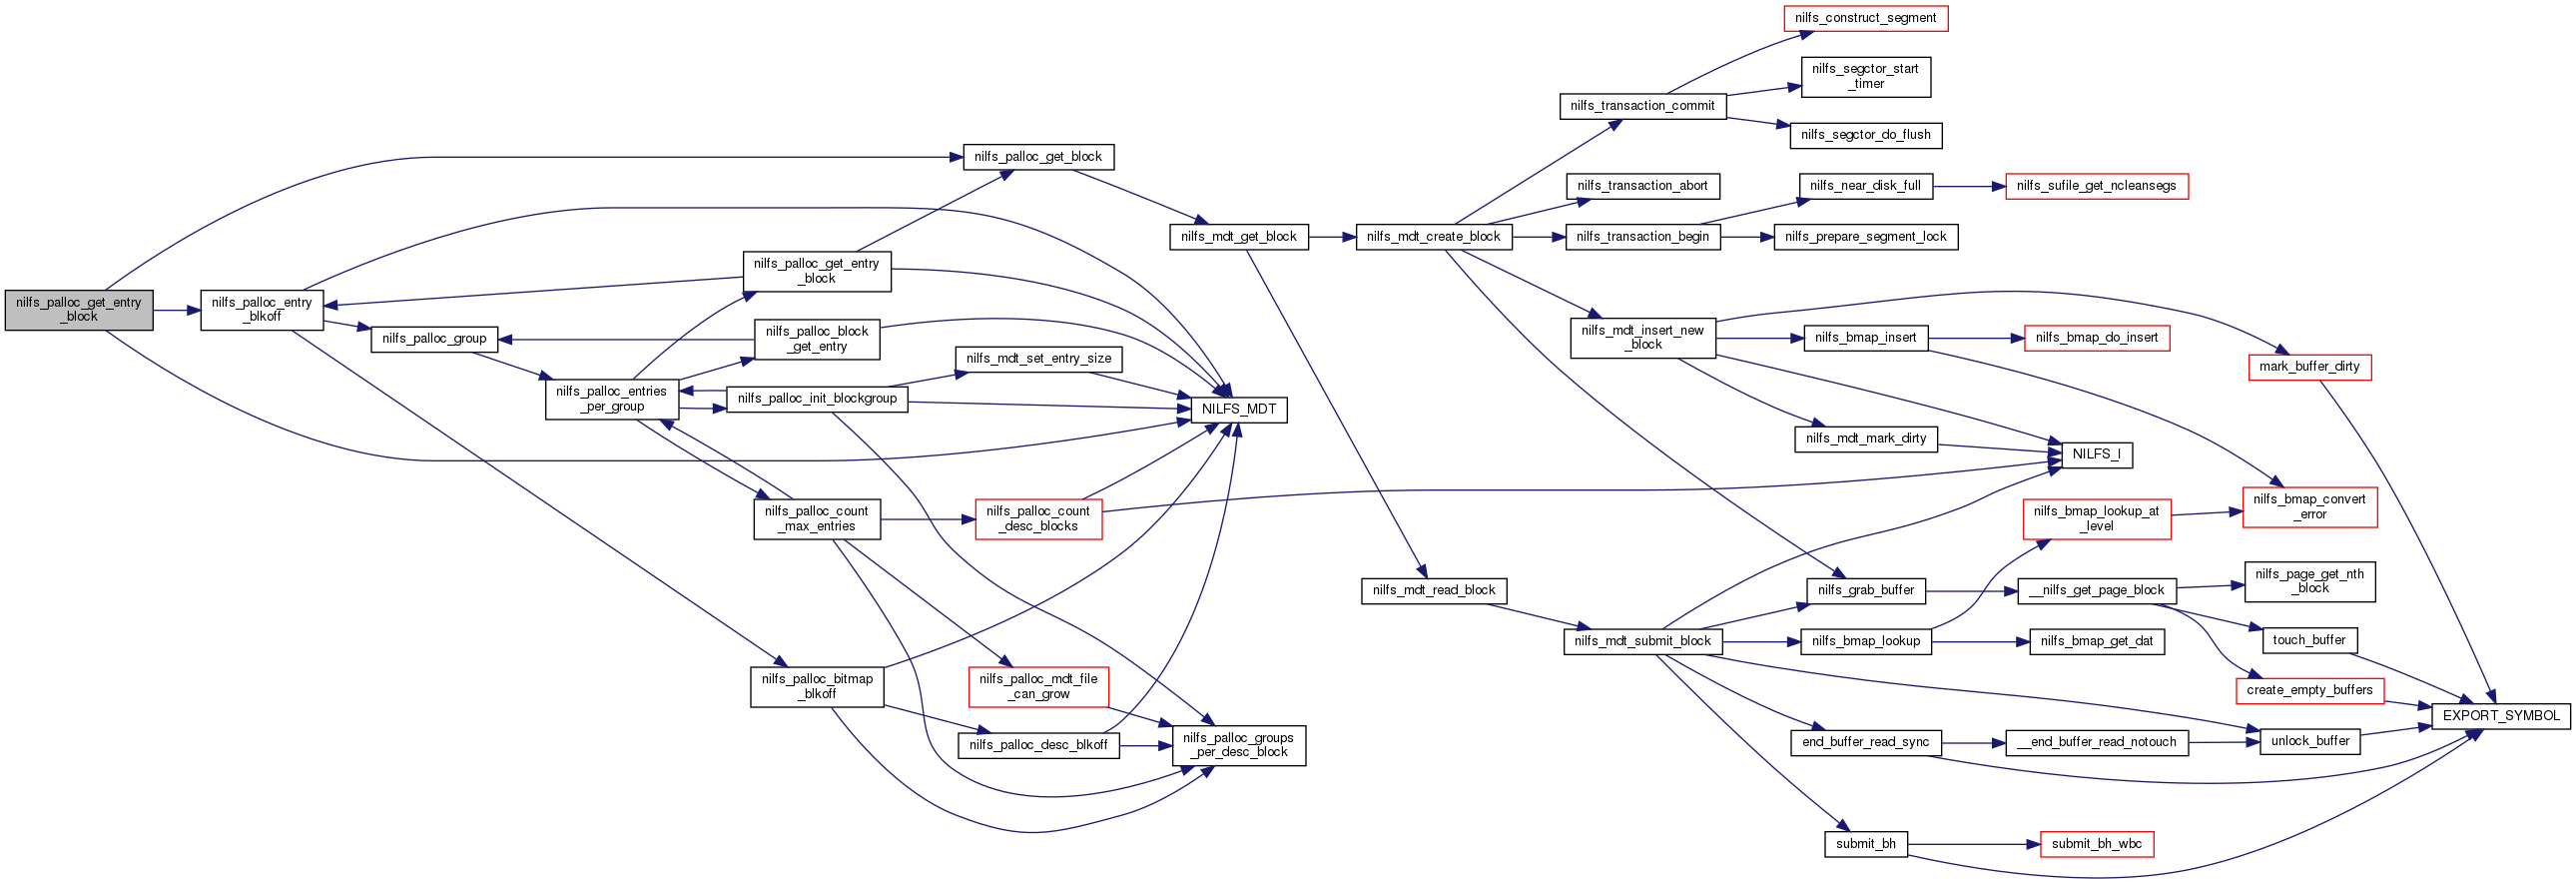 nilfs_palloc_get_entry
_block
nilfs_palloc_entry
_blkoff
nilfs_palloc_group
nilfs_palloc_entries
_per_group
nilfs_palloc_get_entry
_block
nilfs_palloc_block
_get_entry
nilfs_palloc_init_blockgroup
nilfs_palloc_count
_max_entries
nilfs_palloc_bitmap
_blkoff
nilfs_palloc_get_block
nilfs_mdt_set_entry_size
nilfs_palloc_count
_desc_blocks
nilfs_palloc_mdt_file
_can_grow
nilfs_palloc_desc_blkoff
nilfs_mdt_get_block
NILFS_MDT
nilfs_palloc_groups
_per_desc_block
nilfs_mdt_create_block
nilfs_mdt_read_block
nilfs_transaction_commit
nilfs_transaction_abort
nilfs_transaction_begin
nilfs_mdt_insert_new
_block
nilfs_mdt_submit_block
nilfs_construct_segment
nilfs_segctor_start
_timer
nilfs_segctor_do_flush
nilfs_near_disk_full
nilfs_prepare_segment_lock
nilfs_bmap_insert
nilfs_mdt_mark_dirty
nilfs_grab_buffer
nilfs_bmap_lookup
end_buffer_read_sync
submit_bh
nilfs_sufile_get_ncleansegs
nilfs_bmap_do_insert
NILFS_I
nilfs_bmap_lookup_at
_level
__nilfs_get_page_block
nilfs_bmap_get_dat
__end_buffer_read_notouch
submit_bh_wbc
mark_buffer_dirty
nilfs_bmap_convert
_error
nilfs_page_get_nth
_block
touch_buffer
create_empty_buffers
unlock_buffer
EXPORT_SYMBOL